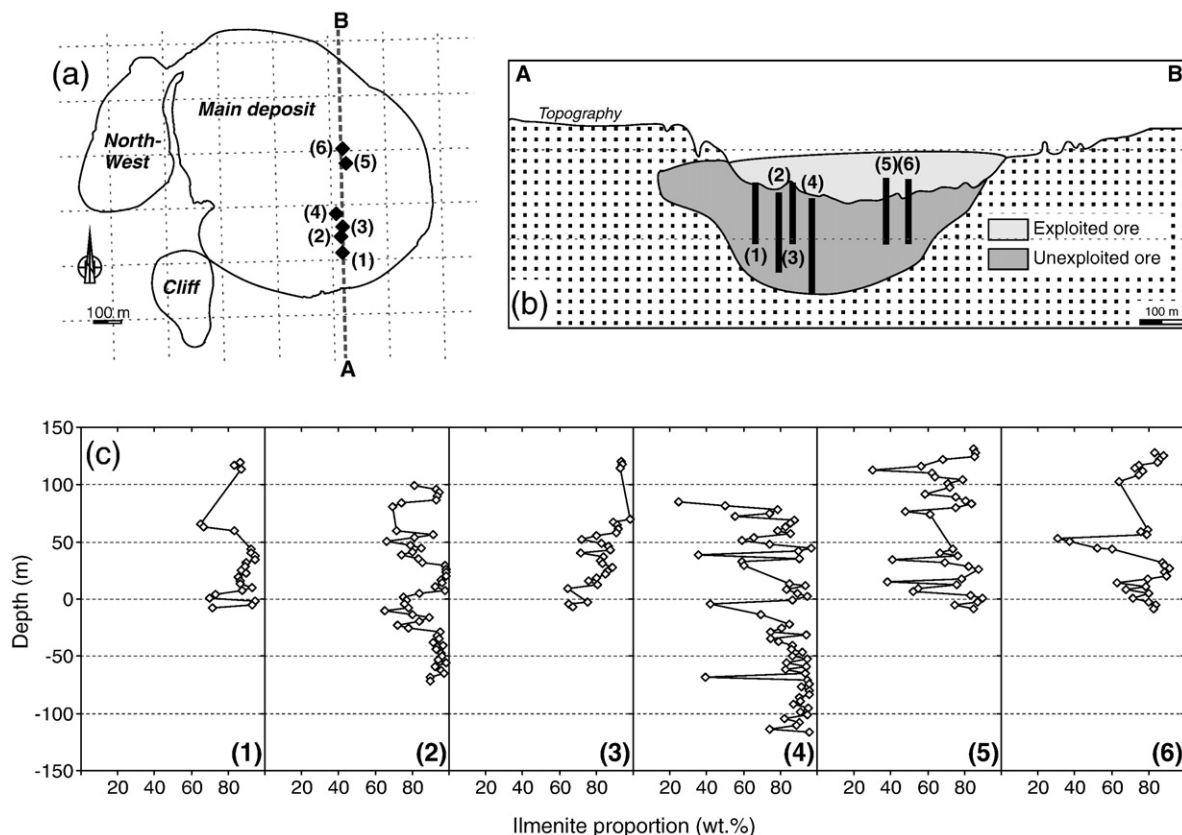 (a)
B
Main deposit
North-
West
(6)
(5)
(4)
(3)
(2)
(1)
Cliff
100 m
A
A
B
Topography
(5) (6)
(2)
(4)
(1)
(3)
Exploited ore
Unexploited ore
(b)
100 m
(c)
Depth (m)
150
100
50
0
-50
-100
-150
(1)
(2)
(3)
(4)
(5)
(6)
20 40 60 80 20 40 60 80 20 40 60 80 20 40 60 80 20 40 60 80 20 40 60 80
Ilmenite proportion (wt.%)